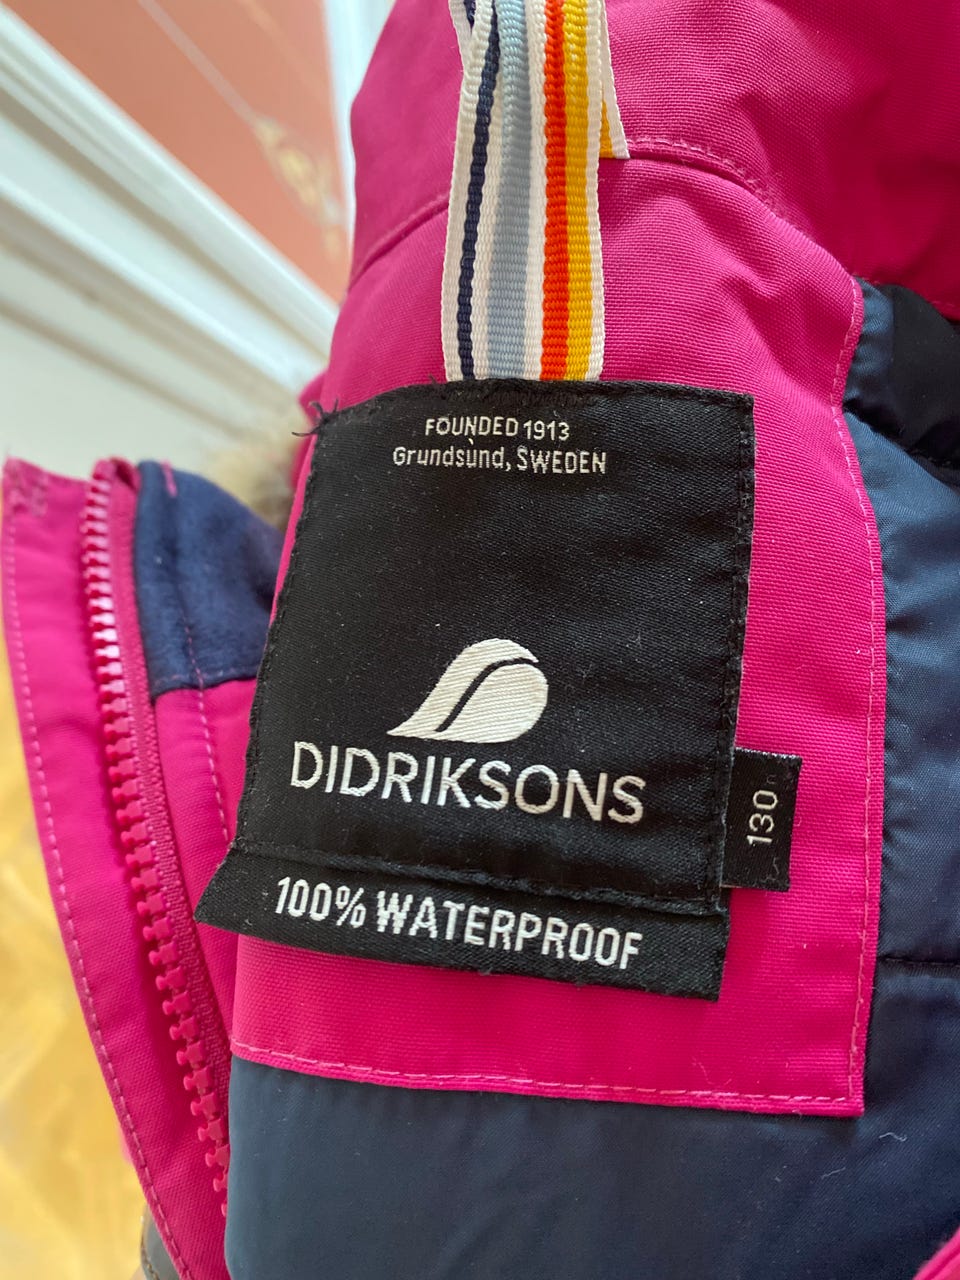 FOUNDED 1913
Grundsund, SWEDEN
DIDRIKSONS
130
100% WATERPROOF